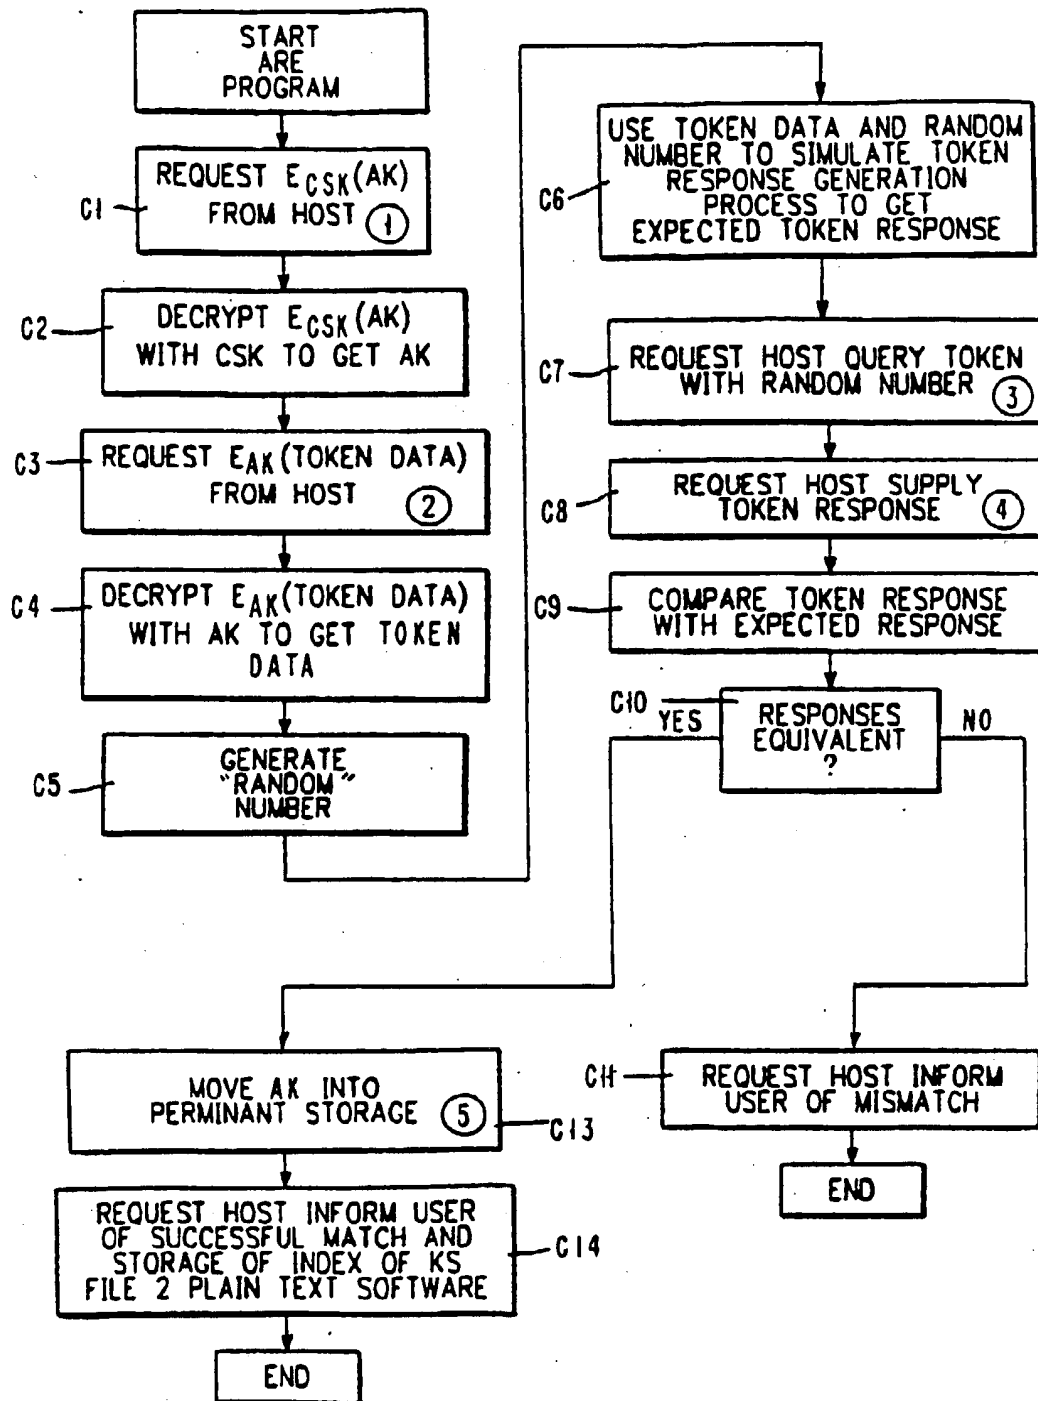 START
ARE
PROGRAM
C1
REQUEST ECSK(AK)
FROM HOST
1
C2
DECRYPT ECSK(AK)
WITH CSK TO GET AK
C3
REQUEST EAK(TOKEN DATA)
FROM HOST
2
C4
DECRYPT EAK(TOKEN DATA)
WITH AK TO GET TOKEN
DATA
C5
GENERATE
"RANDOM"
NUMBER
C6
USE TOKEN DATA AND RANDOM
NUMBER TO SIMULATE TOKEN
RESPONSE GENERATION
PROCESS TO GET
EXPECTED TOKEN RESPONSE
C7
REQUEST HOST QUERY TOKEN
WITH RANDOM NUMBER
3
C8
REQUEST HOST SUPPLY
TOKEN RESPONSE
4
C9
COMPARE TOKEN RESPONSE
WITH EXPECTED RESPONSE
C10
YES
RESPONSES
EQUIVALENT
?
NO
C11
REQUEST HOST INFORM
USER OF MISMATCH
END
MOVE AK INTO
PERMINANT STORAGE
5
C13
REQUEST HOST INFORM USER
OF SUCCESSFUL MATCH AND
STORAGE OF INDEX OF KS
FILE 2 PLAIN TEXT SOFTWARE
C14
END